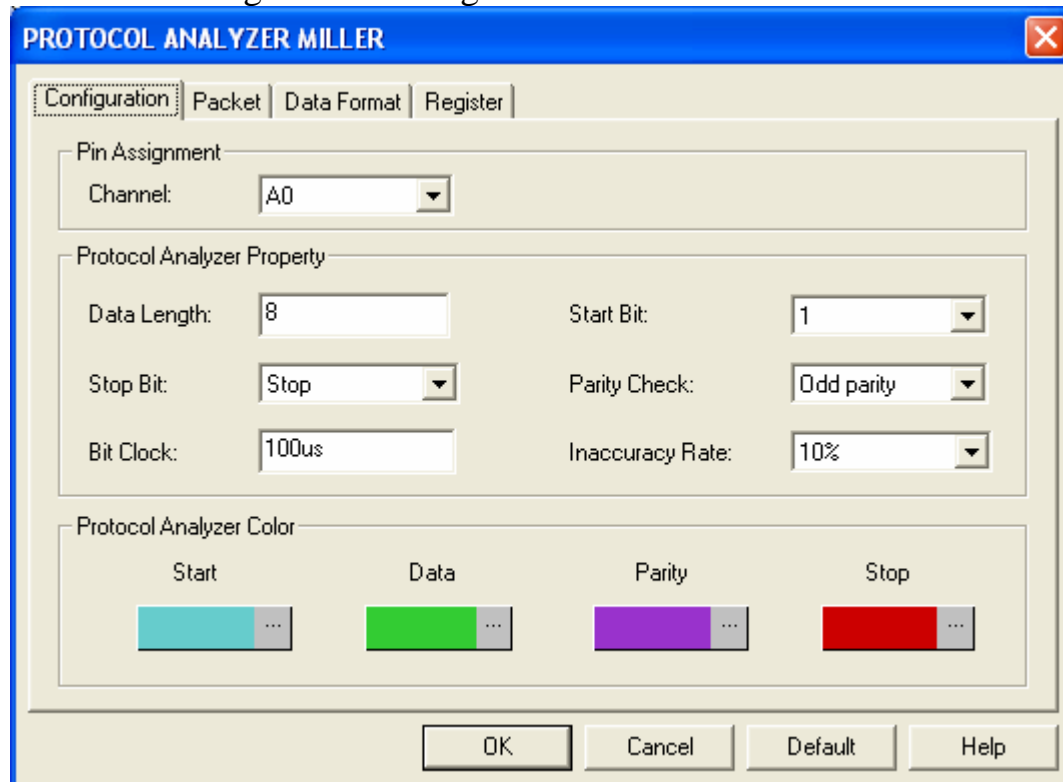 PROTOCOL ANALYZER MILLER
Configuration Packet Data Format Register
Pin Assignment
Channel: A0
Protocol Analyzer Property
Data Length: 8 Start Bit: 1
Stop Bit: Stop Parity Check: Odd parity
Bit Clock: 100us Inaccuracy Rate: 10%
Protocol Analyzer Color
Start Data Parity Stop
... ... ... ...
OK Cancel Default Help